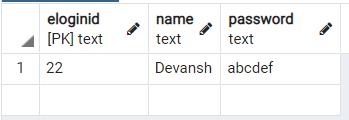 eloginid name password
[PK] text text text
1 22 Devansh abcdef